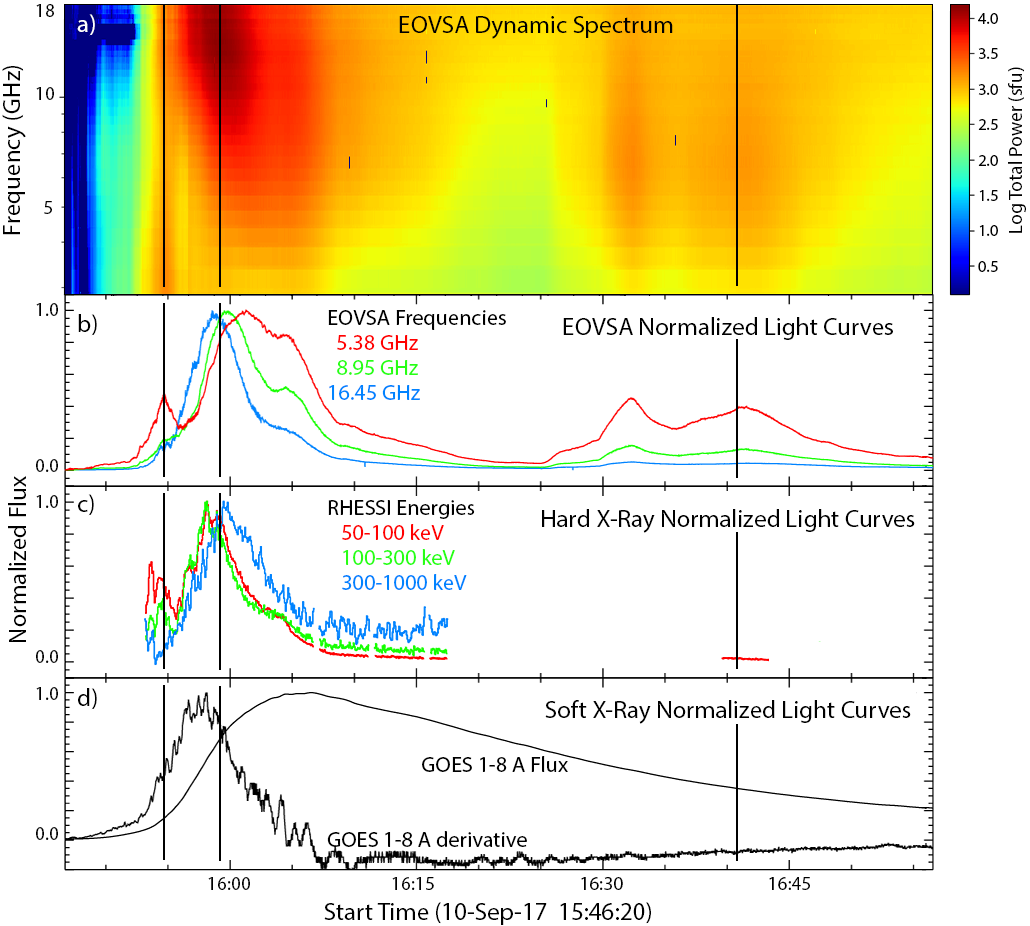 a)
EOVSA Dynamic Spectrum
18
10
5
Frequency (GHz)
4.0
3.5
3.0
2.5
2.0
1.5
1.0
0.5
Log Total Power (sfu)
b)
EOVSA Frequencies
5.38 GHz
8.95 GHz
16.45 GHz
EOVSA Normalized Light Curves
1.0
0.0
c)
RHESSI Energies
50-100 keV
100-300 keV
300-1000 keV
Hard X-Ray Normalized Light Curves
1.0
0.0
Normalized Flux
d)
Soft X-Ray Normalized Light Curves
GOES 1-8 A Flux
GOES 1-8 A derivative
1.0
0.0
16:00
16:15
16:30
16:45
Start Time (10-Sep-17 15:46:20)